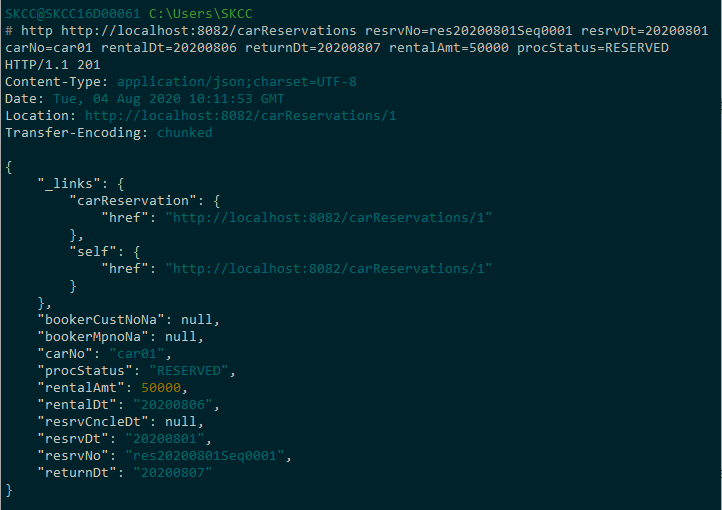 SKCC@SKCC16D00061 C:\Users\SKCC
# http http://localhost:8082/carReservations resrvNo=res20200801Seq0001 resrvDt=20200801
carNo=car01 rentalDt=20200806 returnDt=20200807 rentalAmt=50000 procStatus=RESERVED
HTTP/1.1 201
Content-Type: application/json;charset=UTF-8
Date: Tue, 04 Aug 2020 10:11:53 GMT
Location: http://localhost:8082/carReservations/1
Transfer-Encoding: chunked
{
    "_links": {
        "carReservation": {
            "href": "http://localhost:8082/carReservations/1"
        },
        "self": {
            "href": "http://localhost:8082/carReservations/1"
        }
    },
    "bookerCustNoNa": null,
    "bookerMpnoNa": null,
    "carNo": "car01",
    "procStatus": "RESERVED",
    "rentalAmt": 50000,
    "rentalDt": "20200806",
    "resrvCncleDt": null,
    "resrvDt": "20200801",
    "resrvNo": "res20200801Seq0001",
    "returnDt": "20200807"
}